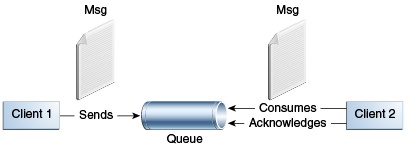 Msg
Msg
Client 1
Sends
Consumes
Acknowledges
Client 2
Queue